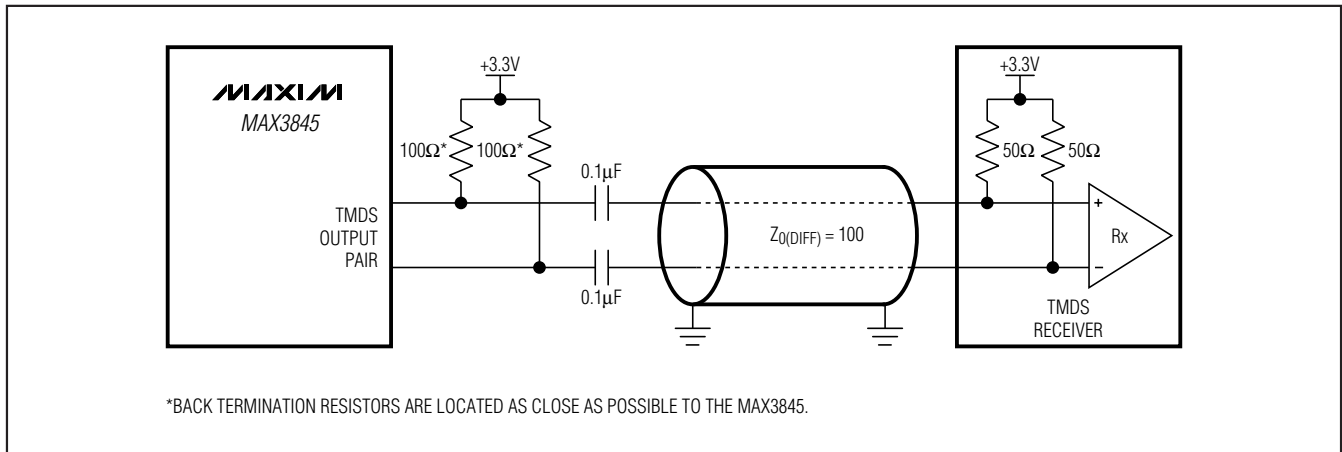 +3.3V
MAXIM
MAX3845
100Ω*
100Ω*
0.1µF
TMDS
OUTPUT
PAIR
0.1µF
Z0(DIFF) = 100
+3.3V
50Ω
50Ω
+
Rx
−
TMDS
RECEIVER
*BACK TERMINATION RESISTORS ARE LOCATED AS CLOSE AS POSSIBLE TO THE MAX3845.